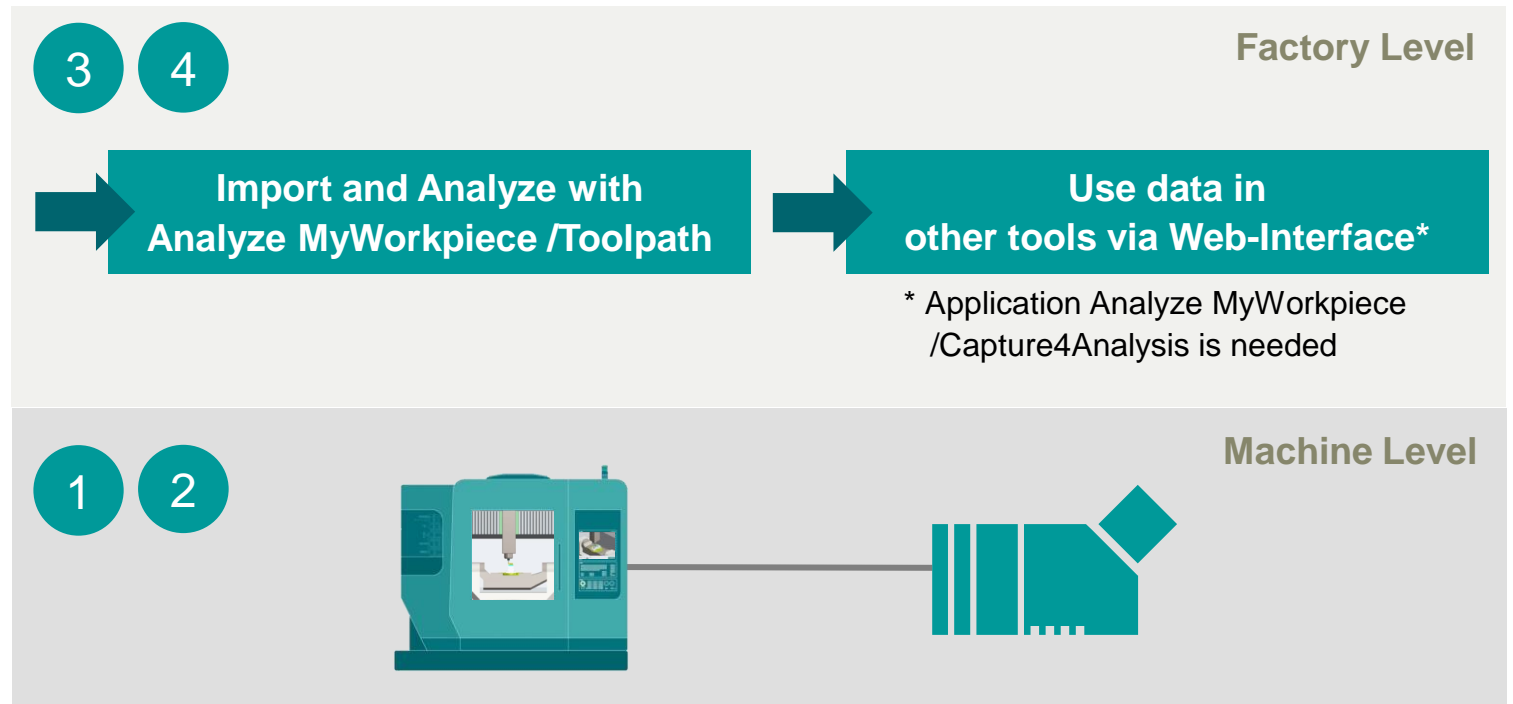 3 4
Factory Level
Import and Analyze with
Analyze MyWorkpiece /Toolpath
Use data in
other tools via Web-Interface*
* Application Analyze MyWorkpiece
/Capture4Analysis is needed
1 2
Machine Level